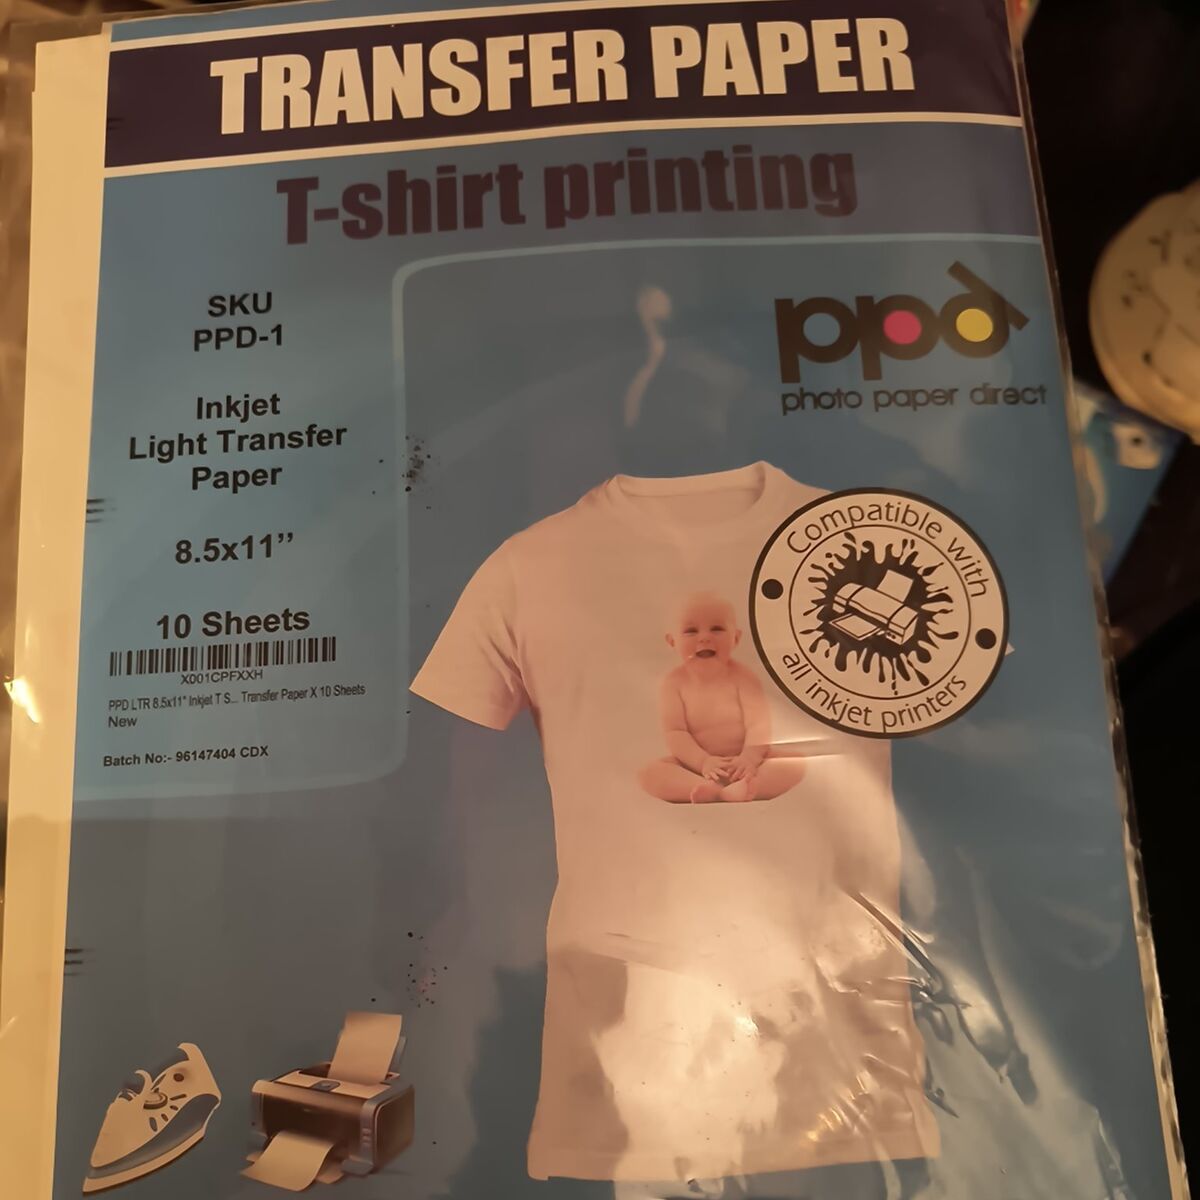 TRANSFER PAPER
T-shirt printing
SKU
PPD-1
Inkjet
Light Transfer
Paper
8.5x11’’
10 Sheets
X001CPFXXH
PPD LTR 8.5x11" Inkjet T S... Transfer Paper X 10 Sheets
New
Batch No:- 96147404 CDX
ppd
photo paper direct
Compatible with
all inkjet printers